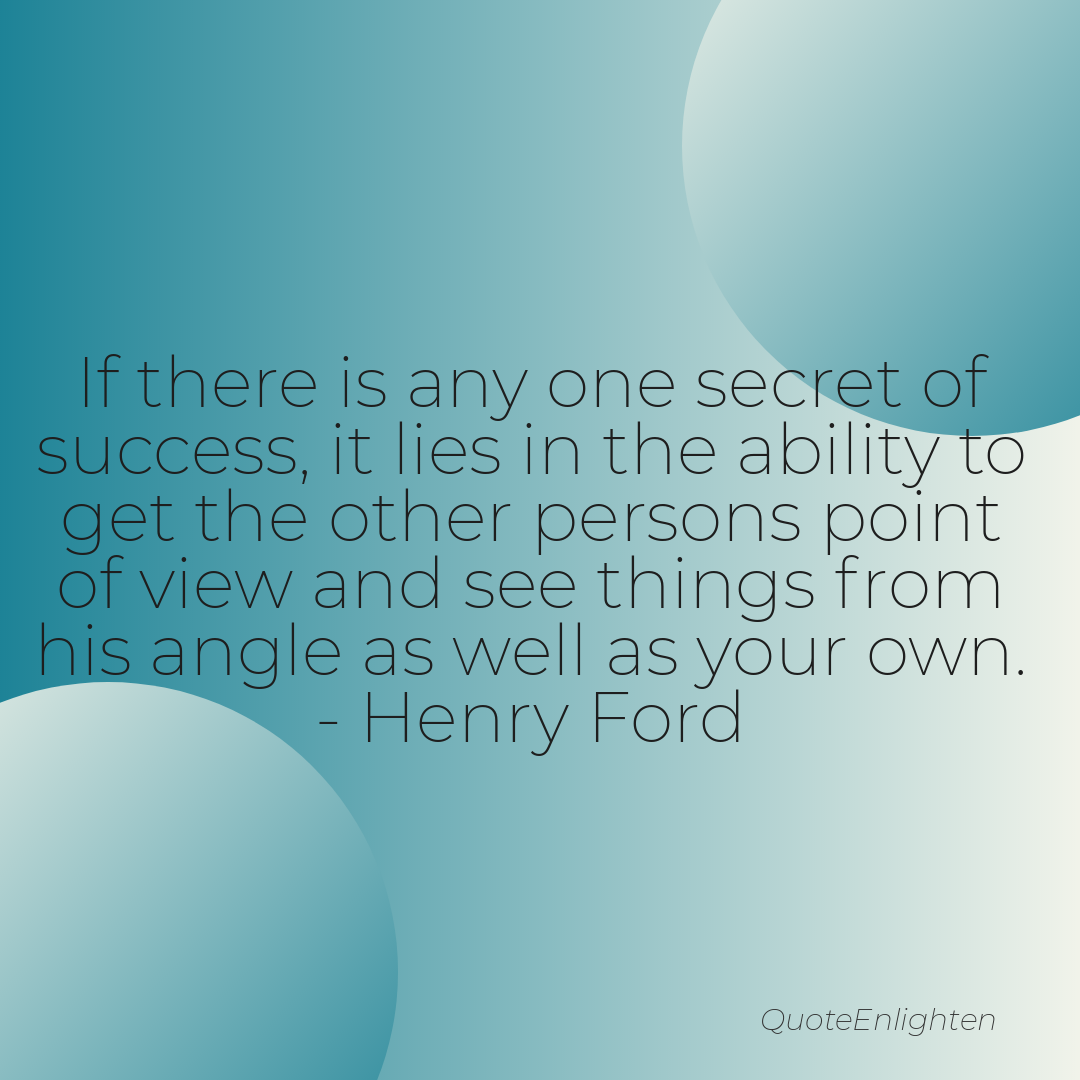 If there is any one secret of
success, it lies in the ability to
get the other persons point
of view and see things from
his angle as well as your own.
- Henry Ford
QuoteEnlighten